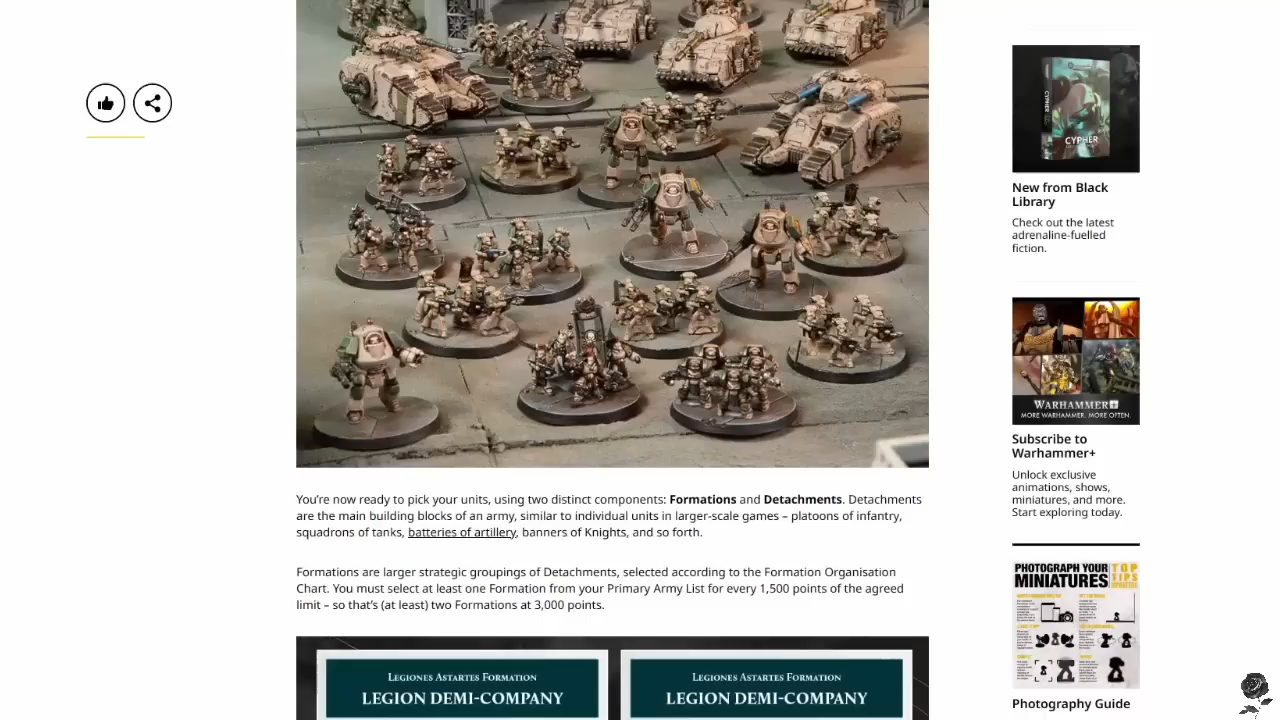 You're now ready to pick your units, using two distinct components: Formations and Detachments. Detachments
are the main building blocks of an army, similar to individual units in larger-scale games – platoons of infantry,
squadrons of tanks, batteries of artillery, banners of Knights, and so forth.
Formations are larger strategic groupings of Detachments, selected according to the Formation Organisation
Chart. You must select at least one Formation from your Primary Army List for every 1,500 points of the agreed
limit – so that's (at least) two Formations at 3,000 points.
LEGIONES ASTARTES FORMATION
LEGION DEMI-COMPANY
LEGIONES ASTARTES FORMATION
LEGION DEMI-COMPANY
CYPHER
CYPHER
New from Black
Library
Check out the latest
adrenaline-fuelled
fiction.
WARHAMMER+
MORE WARHAMMER. MORE OFTEN.
Subscribe to
Warhammer+
Unlock exclusive
animations, shows,
miniatures, and more.
Start exploring today.
PHOTOGRAPH YOUR
MINIATURES
TOP
TIPS
Photography Guide